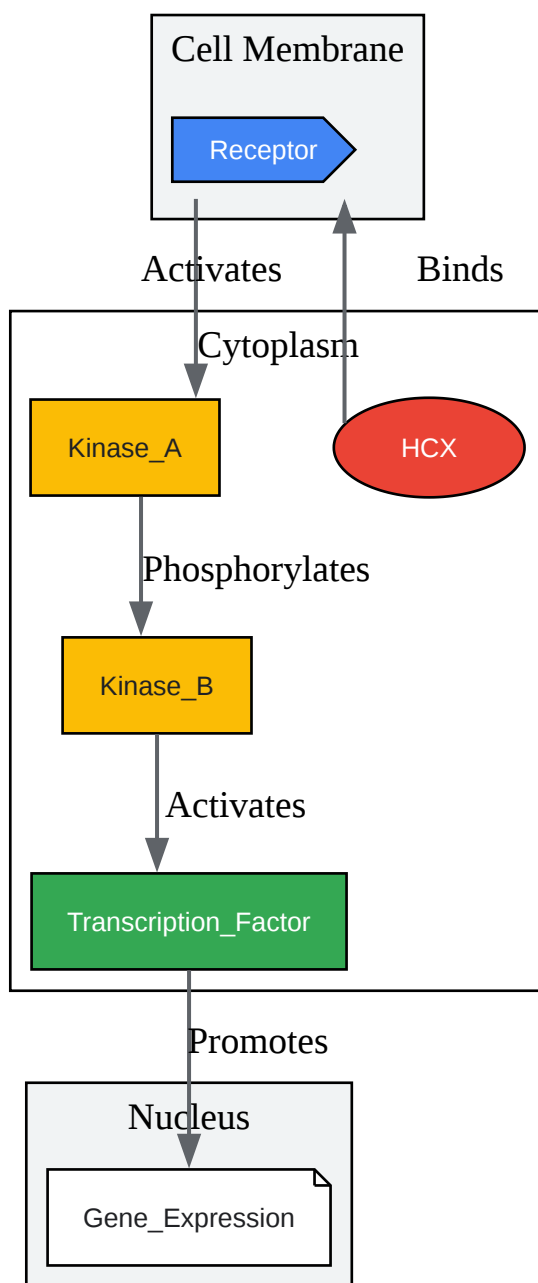 Cell Membrane
Receptor
Activates
Binds
Cytoplasm
Kinase_A
HCX
Phosphorylates
Kinase_B
Activates
Transcription_Factor
Promotes
Nucleus
Gene_Expression